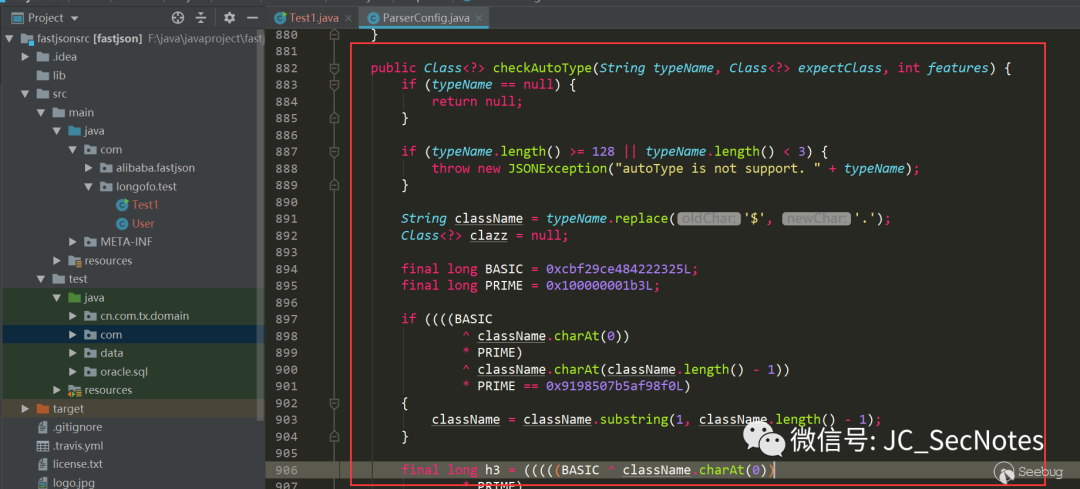 Project
fastjsonsrc [fastjson] F:\java\javaproject\fastj
.idea
lib
src
main
java
com
alibaba.fastjson
longofo.test
Test1
User
META-INF
resources
test
java
cn.com.tx.domain
com
data
oracle.sql
resources
target
.gitignore
.travis.yml
license.txt
logo.jpg
Test1.java
ParserConfig.java
880 }
881
882 public Class<?> checkAutoType(String typeName, Class<?> expectClass, int features) {
883 if (typeName == null) {
884 return null;
885 }
886
887 if (typeName.length() >= 128 || typeName.length() < 3) {
888 throw new JSONException("autoType is not support. " + typeName);
889 }
890
891 String className = typeName.replace( oldChar: '$', newChar: '.');
892 Class<?> clazz = null;
893
894 final long BASIC = 0xcbf29ce484222325L;
895 final long PRIME = 0x100000001b3L;
896
897 if ((((BASIC
898 ^ className.charAt(0))
899 * PRIME)
900 ^ className.charAt(className.length() - 1))
901 * PRIME == 0x9198507b5af98f0L)
902 {
903 className = className.substring(1, className.length() - 1);
904 }
905
906 final long h3 = (((((BASIC ^ className.charAt(0))
907 * PRIME)
微信号: JC_SecNotes
Seebug